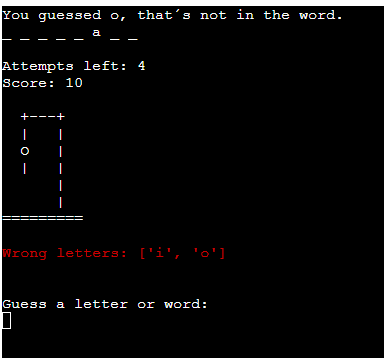 You guessed o, that´s not in the word.
_ _ _ _ _ a _ _
Attempts left: 4
Score: 10
+---+
|   |
O   |
|   |
    |
    |
=========
Wrong letters: ['i', 'o']
Guess a letter or word: